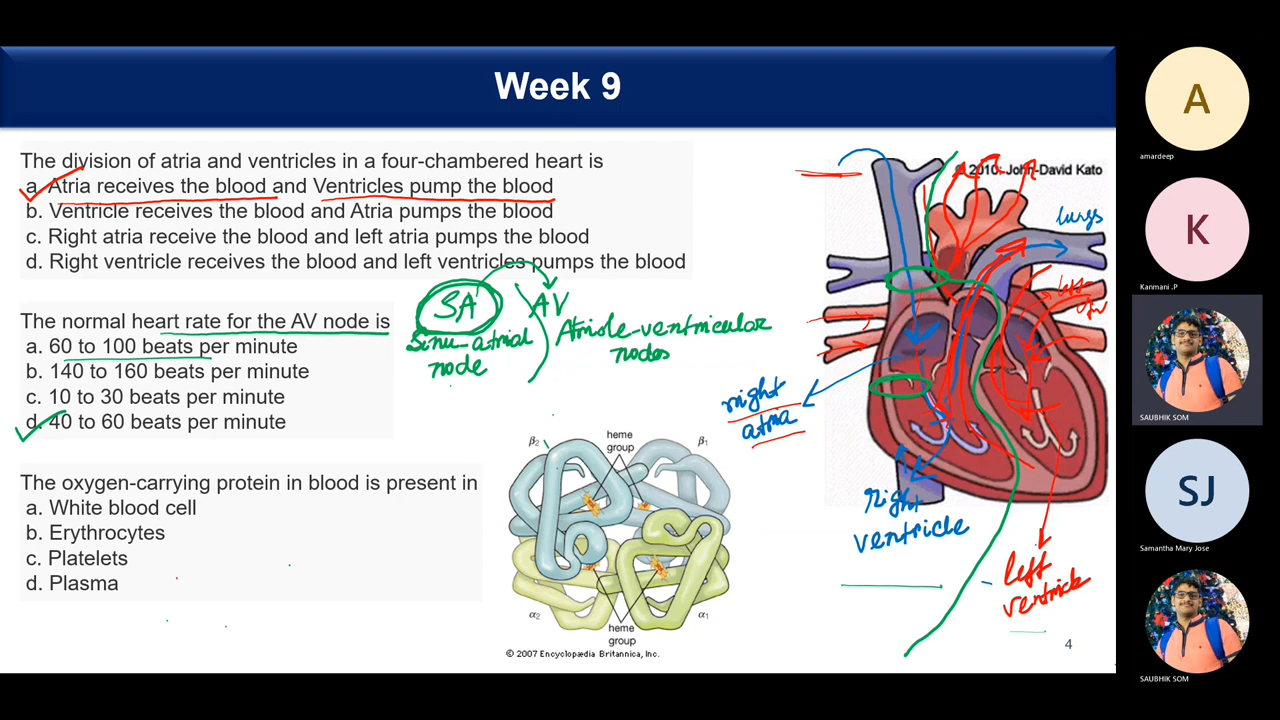 Week 9
The division of atria and ventricles in a four-chambered heart is
a. Atria receives the blood and Ventricles pump the blood
b. Ventricle receives the blood and Atria pumps the blood
c. Right atria receive the blood and left atria pumps the blood
d. Right ventricle receives the blood and left ventricles pumps the blood
SA
AV
Sinu-atrial
node
Atriole-ventricular
nodes
The normal heart rate for the AV node is
a. 60 to 100 beats per minute
b. 140 to 160 beats per minute
c. 10 to 30 beats per minute
d. 40 to 60 beats per minute
The oxygen-carrying protein in blood is present in
a. White blood cell
b. Erythrocytes
c. Platelets
d. Plasma
β2
heme
group
β1
α2
heme
group
α1
© 2007 Encyclopædia Britannica, Inc.
© 2010: John-David Kato
lungs
left
right
atria
right
ventricle
left
ventricle
4
A
amardeep
K
Kanmani .P
SAUBHIK SOM
SJ
Samantha Mary Jose
SAUBHIK SOM